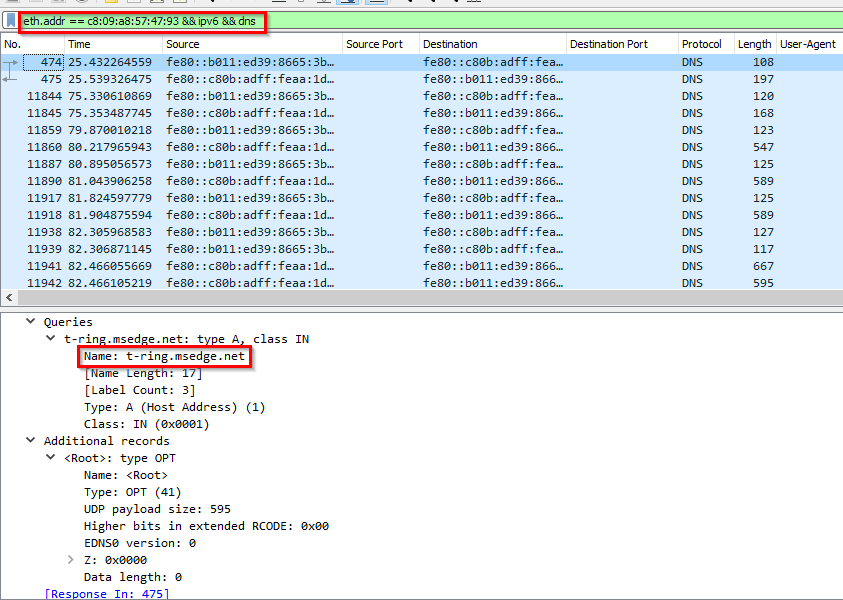 eth.addr == c8:09:a8:57:47:93 && ipv6 && dns
No. Time Source Source Port Destination Destination Port Protocol Length User-Agent
474 25.432264559 fe80::b011:ed39:8665:3b… fe80::c80b:adff:fea… DNS 108
475 25.539326475 fe80::c80b:adff:feaa:1d… fe80::b011:ed39:866… DNS 197
11844 75.330610869 fe80::b011:ed39:8665:3b… fe80::c80b:adff:fea… DNS 120
11845 75.353487745 fe80::c80b:adff:feaa:1d… fe80::b011:ed39:866… DNS 168
11859 79.870010218 fe80::b011:ed39:8665:3b… fe80::c80b:adff:fea… DNS 123
11860 80.217965943 fe80::c80b:adff:feaa:1d… fe80::b011:ed39:866… DNS 547
11887 80.895056573 fe80::b011:ed39:8665:3b… fe80::c80b:adff:fea… DNS 125
11890 81.043906258 fe80::c80b:adff:feaa:1d… fe80::b011:ed39:866… DNS 589
11917 81.824597779 fe80::b011:ed39:8665:3b… fe80::c80b:adff:fea… DNS 125
11918 81.904875594 fe80::c80b:adff:feaa:1d… fe80::b011:ed39:866… DNS 589
11938 82.305968583 fe80::b011:ed39:8665:3b… fe80::c80b:adff:fea… DNS 127
11939 82.306871145 fe80::b011:ed39:8665:3b… fe80::c80b:adff:fea… DNS 117
11941 82.466055669 fe80::c80b:adff:feaa:1d… fe80::b011:ed39:866… DNS 667
11942 82.466105219 fe80::c80b:adff:feaa:1d… fe80::b011:ed39:866… DNS 595
Queries
t-ring.msedge.net: type A, class IN
Name: t-ring.msedge.net
[Name Length: 17]
[Label Count: 3]
Type: A (Host Address) (1)
Class: IN (0x0001)
Additional records
<Root>: type OPT
Name: <Root>
Type: OPT (41)
UDP payload size: 595
Higher bits in extended RCODE: 0x00
EDNS0 version: 0
Z: 0x0000
Data length: 0
[Response In: 475]